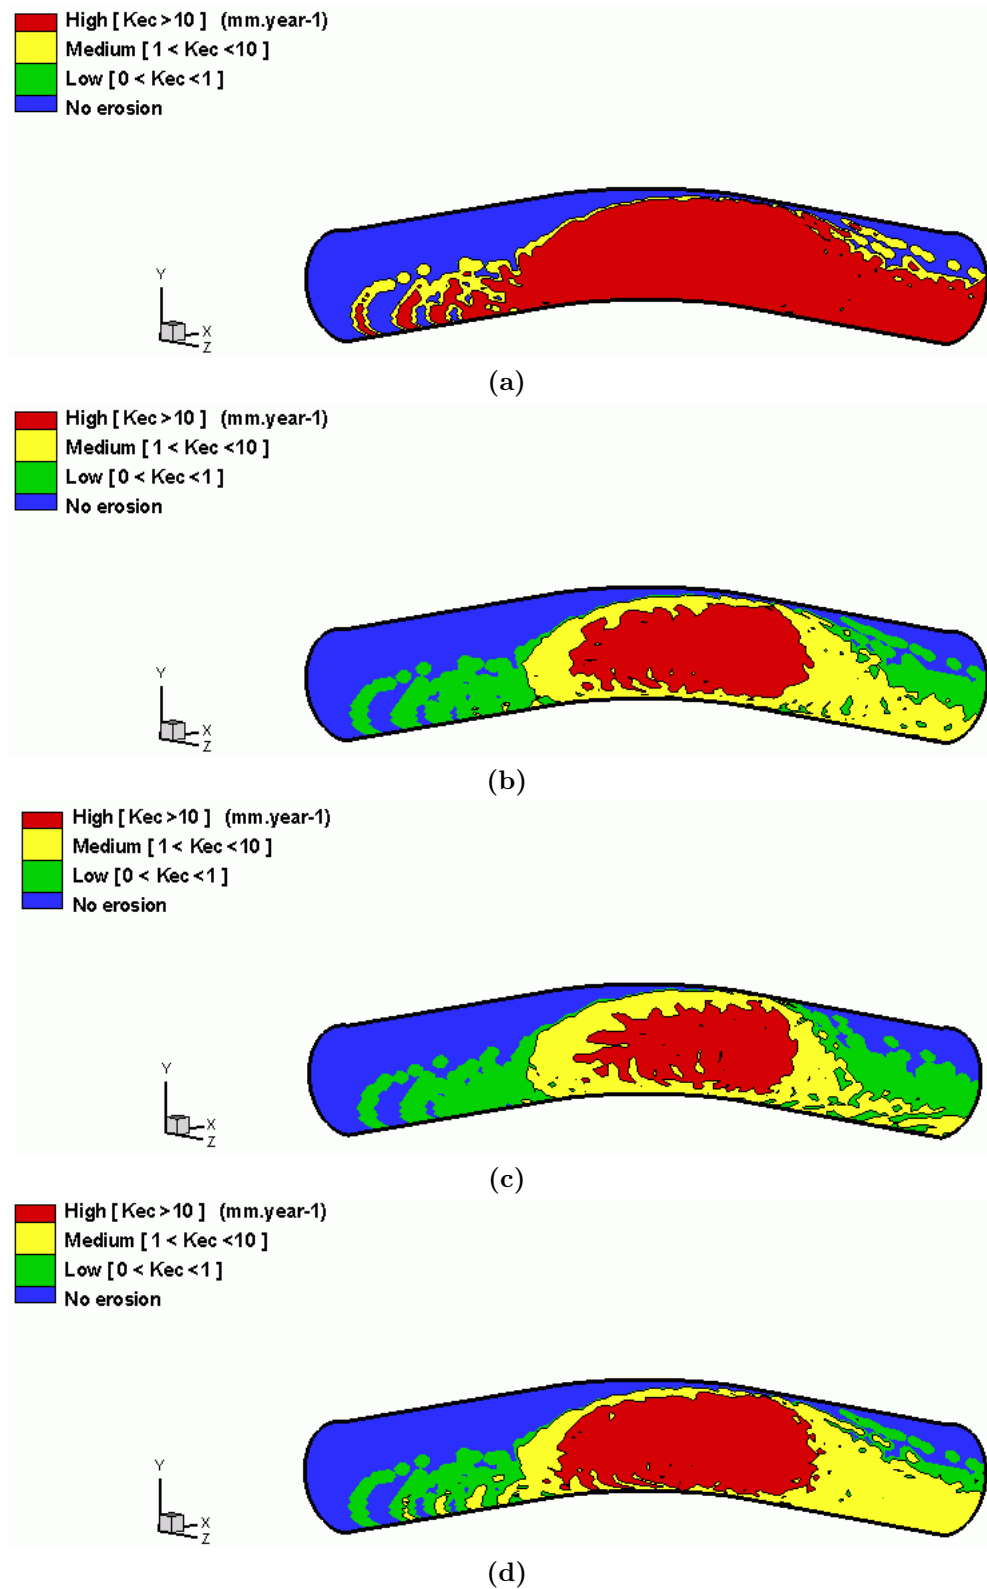 High [ Kec >10 ] (mm.year-1)
Medium [ 1 < Kec <10 ]
Low [ 0 < Kec <1 ]
No erosion
Y
X
Z
(a)
High [ Kec >10 ] (mm.year-1)
Medium [ 1 < Kec <10 ]
Low [ 0 < Kec <1 ]
No erosion
Y
X
Z
(b)
High [ Kec >10 ] (mm.year-1)
Medium [ 1 < Kec <10 ]
Low [0 < Kec <1 ]
No erosion
Y
X
Z
(c)
High [ Kec >10 ] (mm.year-1)
Medium [ 1 < Kec <10 ]
Low [ 0 < Kec <1 ]
No erosion
Y
X
Z
(d)